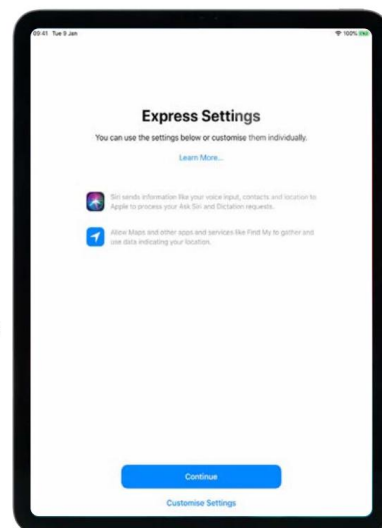 09:41 Tue 9 Jan
100%
Express Settings
You can use the settings below or customise them individually.
Learn More...
Siri sends information like your voice input, contacts and location to
Apple to process your Ask Siri and Dictation requests.
Allow Maps and other apps and services like Find My to gather and
use data indicating your location.
Continue
Customise Settings